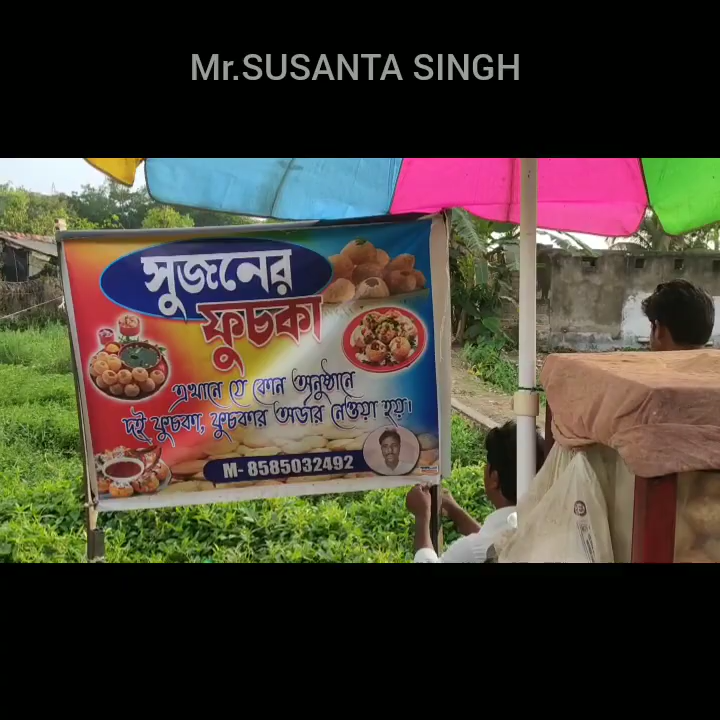 Mr.SUSANTA SINGH
সুজনের
ফুচকা
এখানে যে কোন অনুষ্ঠানে
দই ফুচকা, ফুচকার অর্ডার নেওয়া হয়।
M- 8585032492